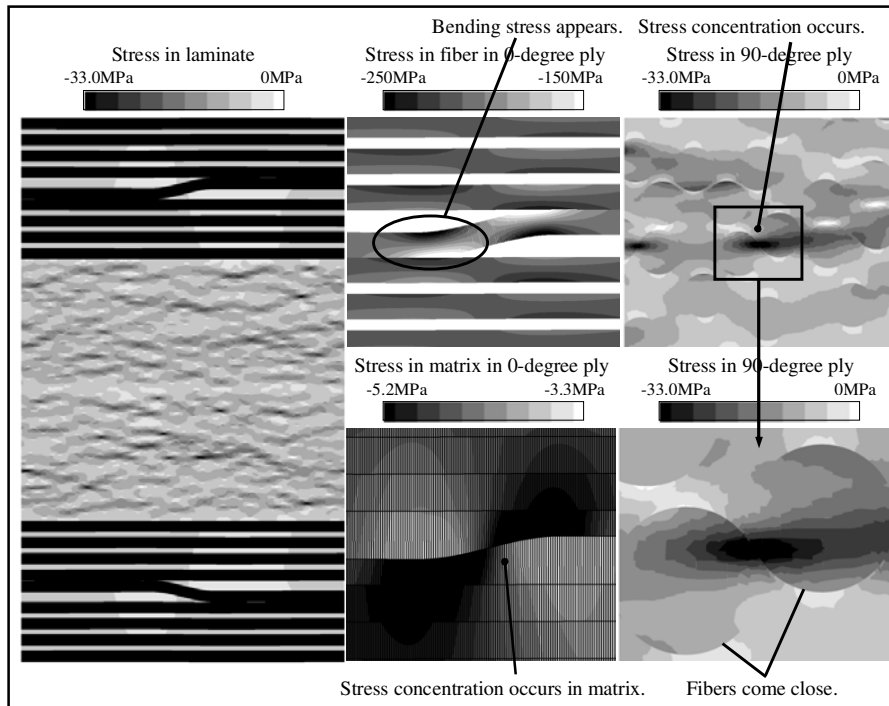 Bending stress appears.
Stress concentration occurs.
Stress in laminate
-33.0MPa 0MPa
Stress in fiber in 0-degree ply
-250MPa -150MPa
Stress in 90-degree ply
-33.0MPa 0MPa
Stress in matrix in 0-degree ply
-5.2MPa -3.3MPa
Stress in 90-degree ply
-33.0MPa 0MPa
Stress concentration occurs in matrix.
Fibers come close.